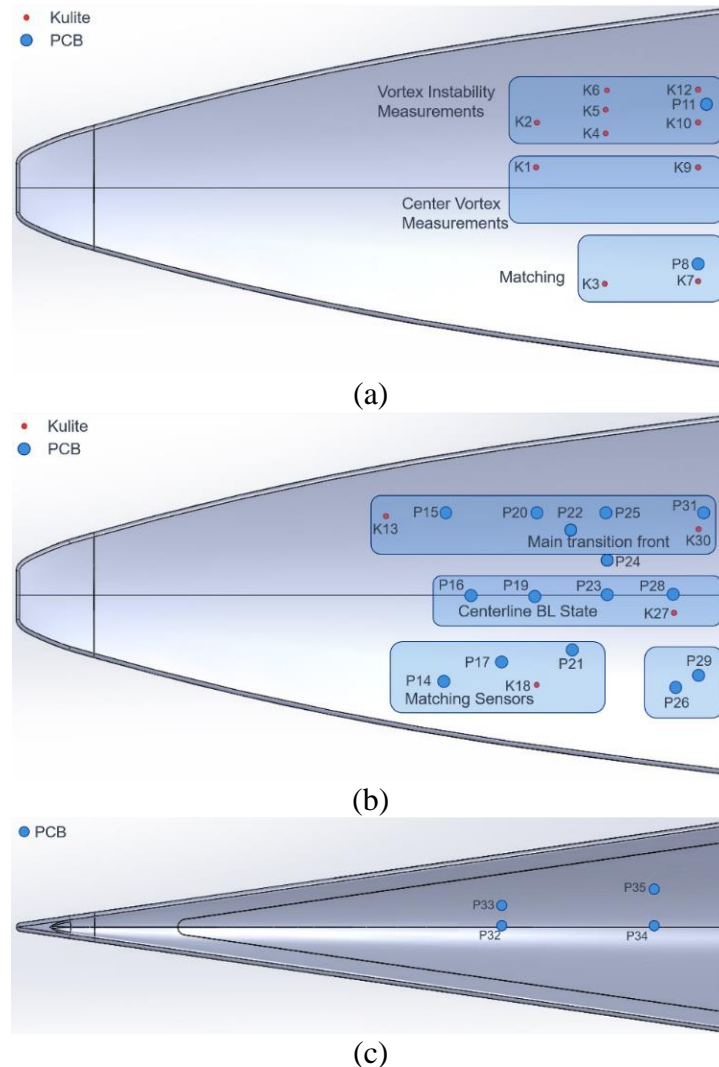 Kulite
PCB
Vortex Instability
Measurements
K6
K12
P11
K5
K2
K10
K4
K1
K9
Center Vortex
Measurements
Matching
P8
K3
K7
(a)
Kulite
PCB
P15
P20
P22
P25
P31
K13
Main transition front
K30
P24
P16
P19
P23
P28
Centerline BL State
K27
P17
P21
P14
K18
Matching Sensors
P29
P26
(b)
PCB
P33
P35
P32
P34
(c)